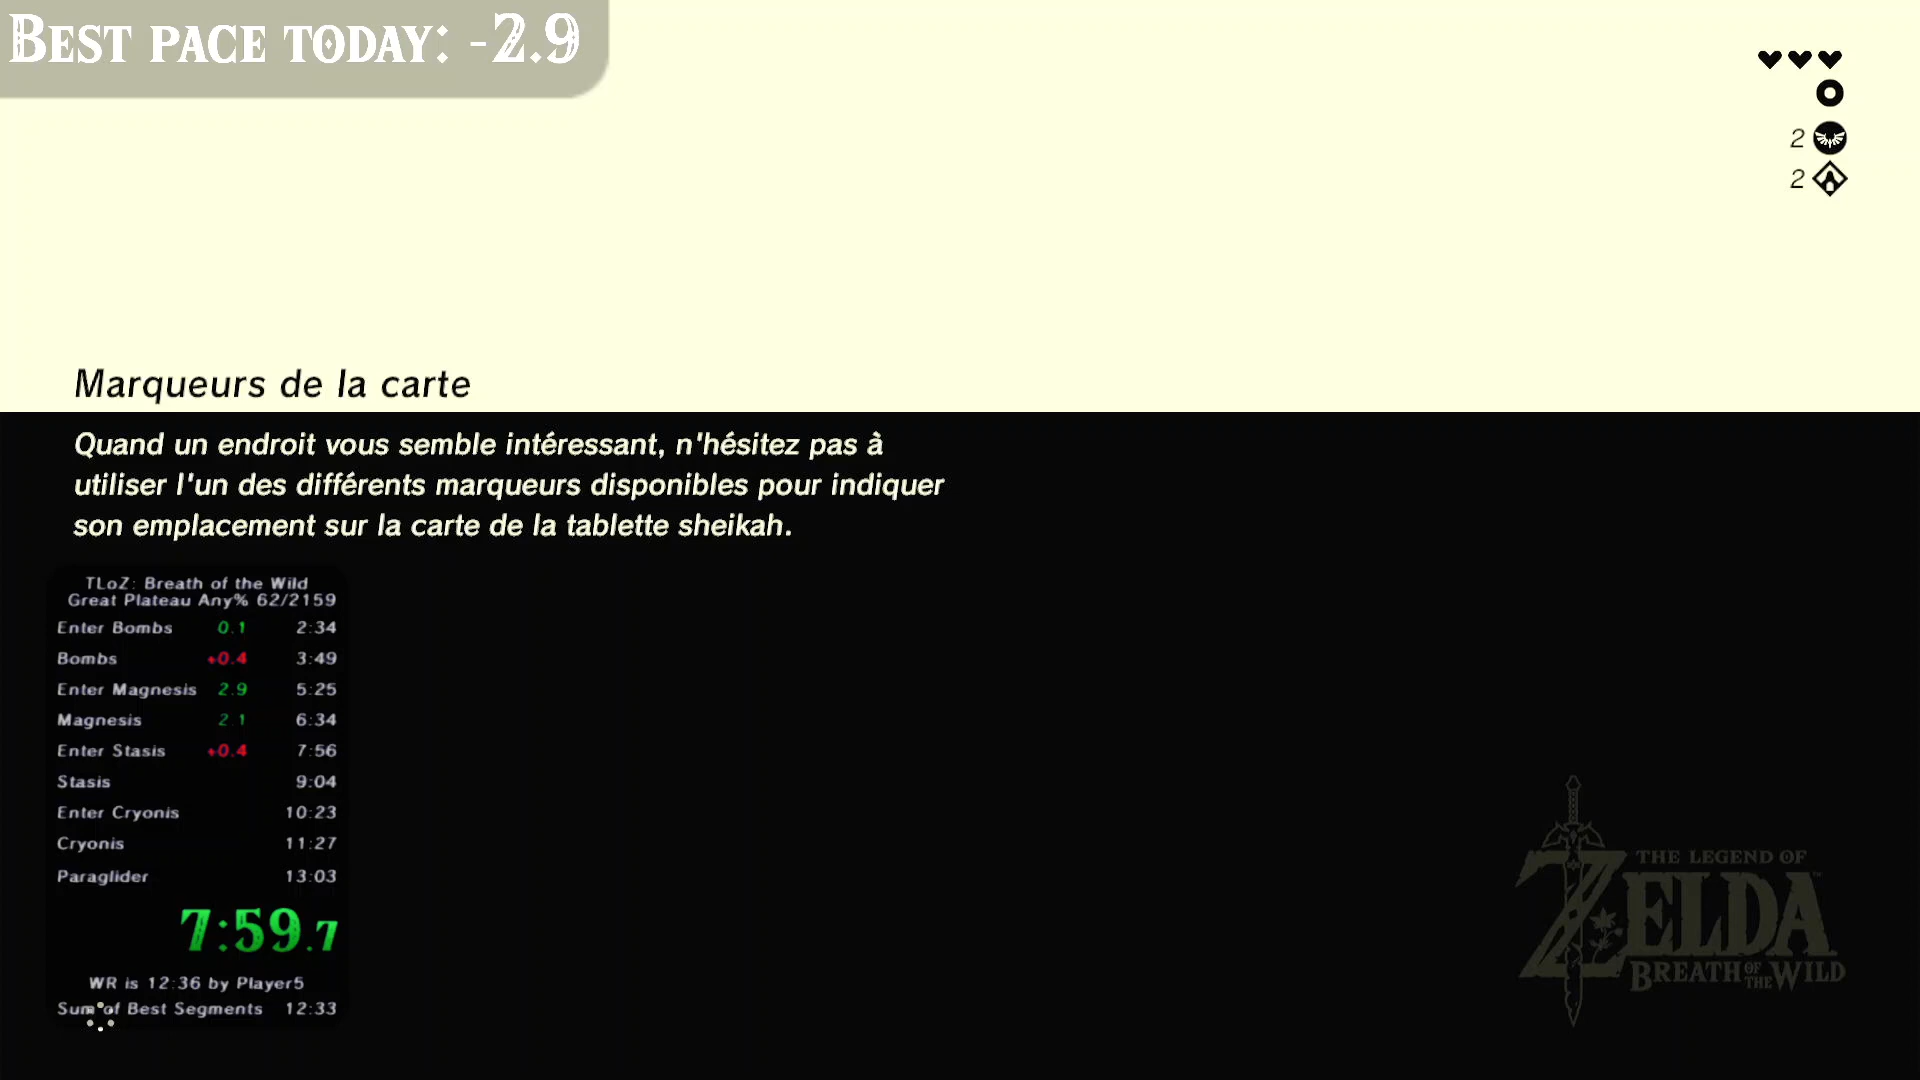 BEST PACE TODAY: -2.9
2
2
Marqueurs de la carte
Quand un endroit vous semble intéressant, n'hésitez pas à
utiliser l'un des différents marqueurs disponibles pour indiquer
son emplacement sur la carte de la tablette sheikah.
TLoZ: Breath of the Wild
Great Plateau Any% 62/2159
Enter Bombs 0.1 2:34
Bombs +0.4 3:49
Enter Magnesis 2.9 5:25
Magnesis 2.1 6:34
Enter Stasis +0.4 7:56
Stasis 9:04
Enter Cryonis 10:23
Cryonis 11:27
Paraglider 13:03
7:59.7
WR is 12:36 by Player5
Sum of Best Segments 12:33
THE LEGEND OF
ZELDA
BREATH OF THE WILD